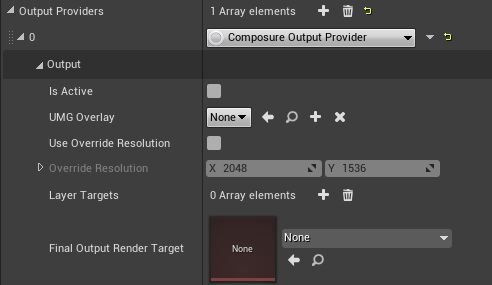 Output Providers 1 Array elements
0 Composure Output Provider
Output
Is Active
UMG Overlay None
Use Override Resolution
Override Resolution X 2048 Y 1536
Layer Targets 0 Array elements
None
None
Final Output Render Target